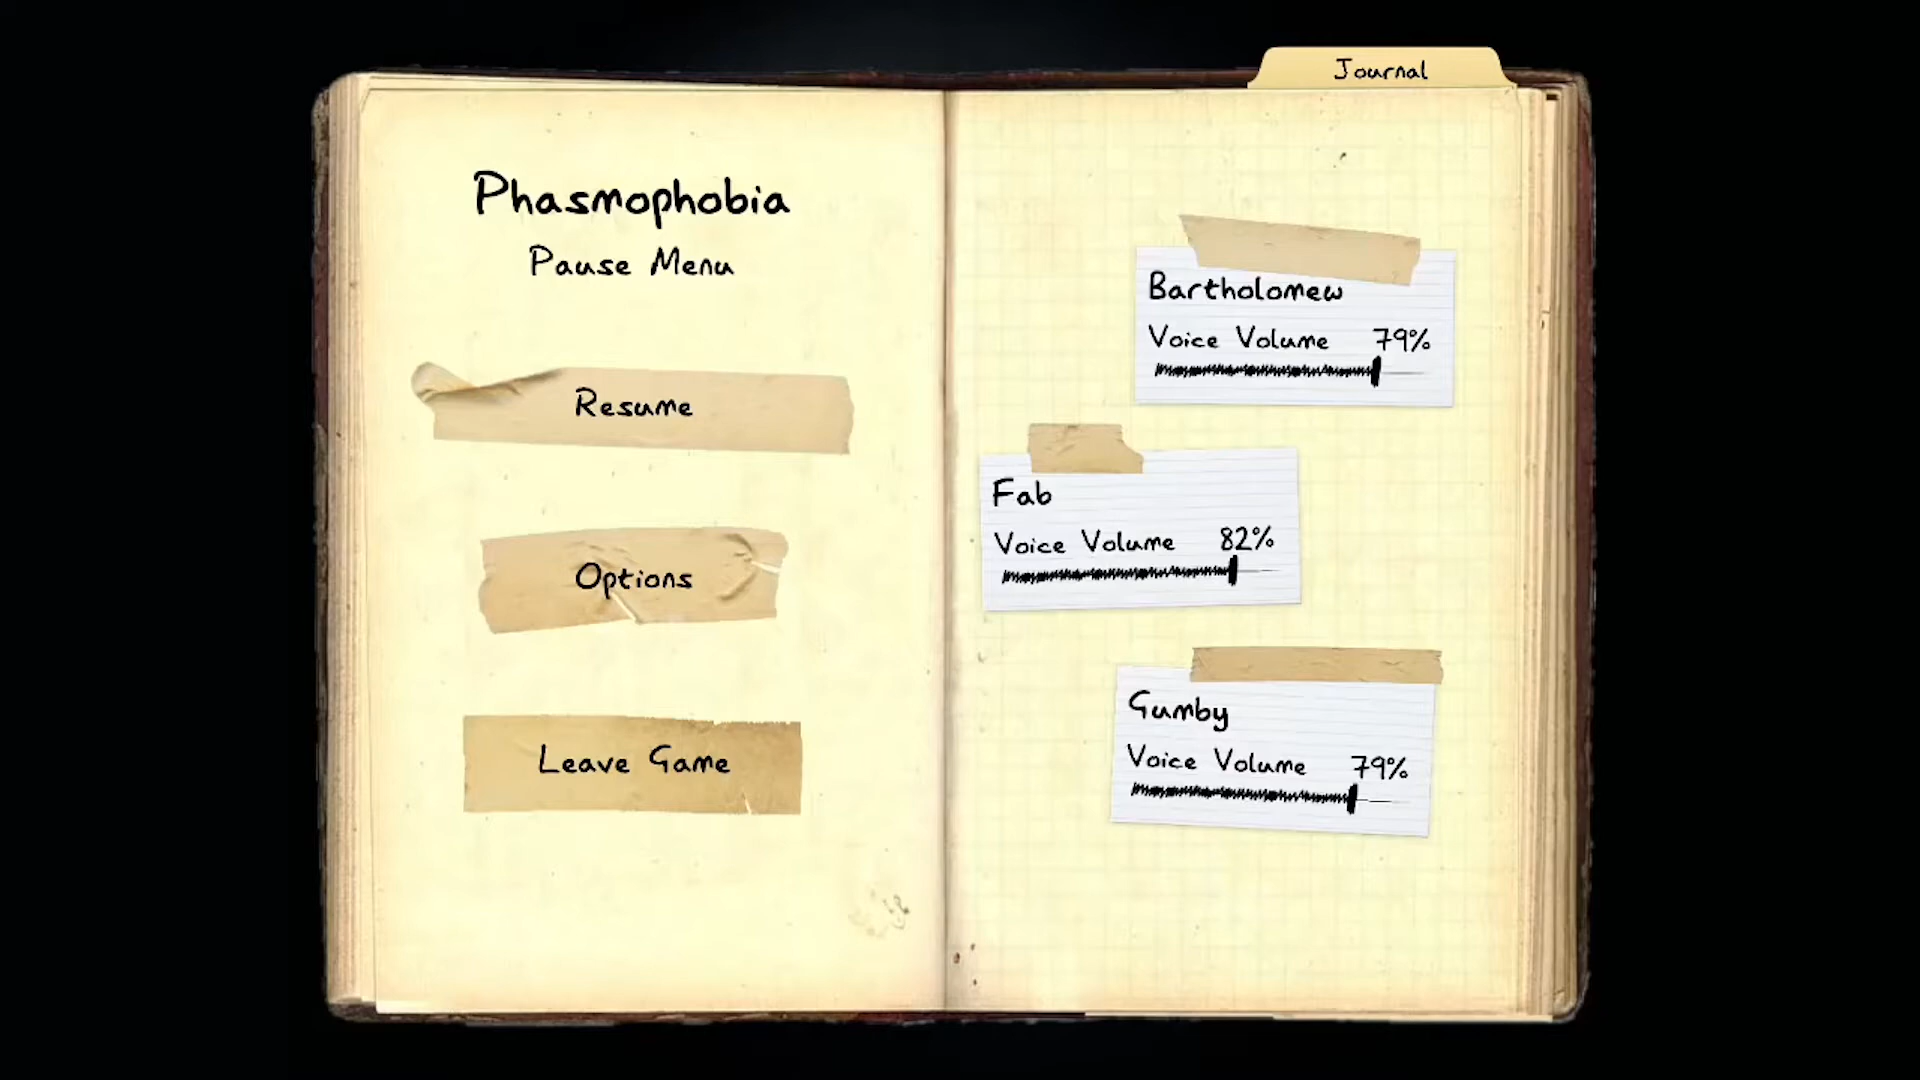 Phasmophobia
Pause Menu
Resume
Options
Leave Game
Journal
Bartholomew
Voice Volume 79%
Fab
Voice Volume 82%
Gumby
Voice Volume 79%